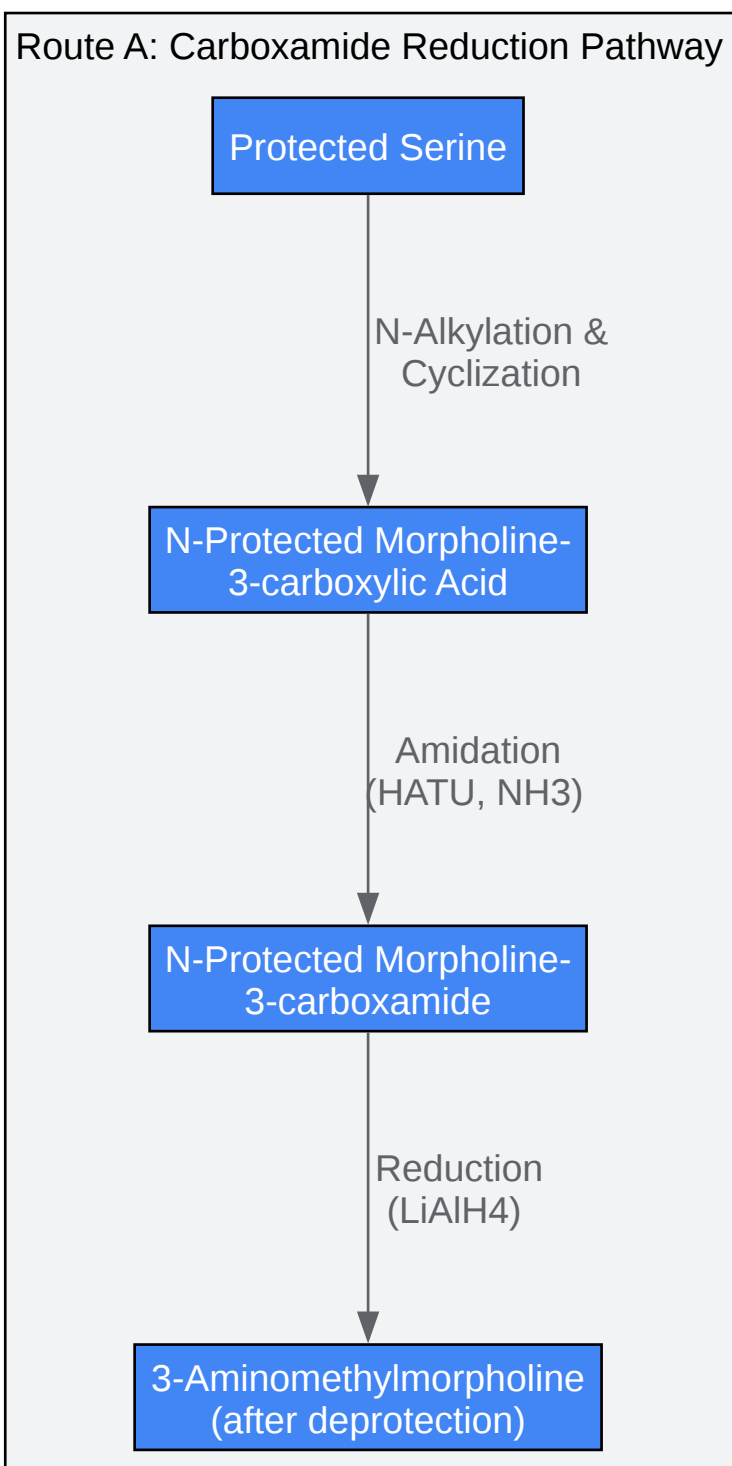 Route A: Carboxamide Reduction Pathway
Protected Serine
N-Alkylation &
Cyclization
N-Protected Morpholine-
3-carboxylic Acid
Amidation
(HATU, NH3)
N-Protected Morpholine-
3-carboxamide
Reduction
(LiAlH4)
3-Aminomethylmorpholine
(after deprotection)